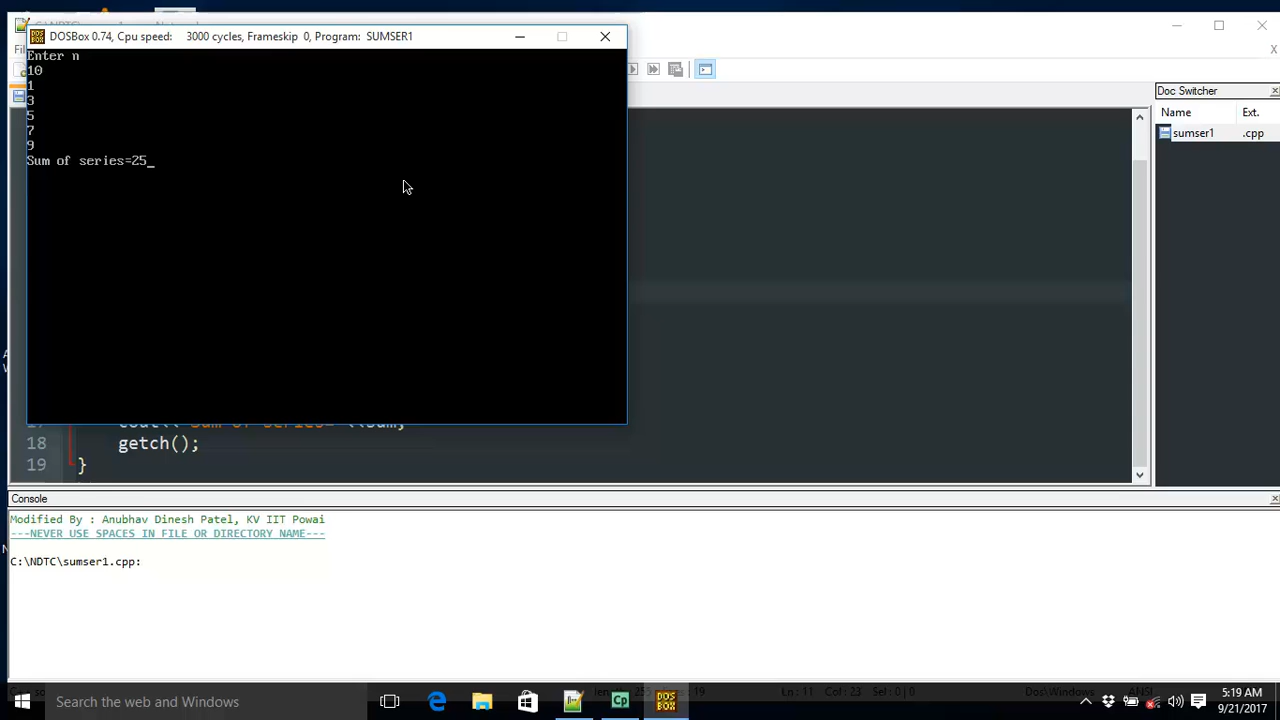 DOSBox 0.74, Cpu speed: 3000 cycles, Frameskip 0, Program: SUMSER1
Enter n
10
1
3
5
7
9
Sum of series=25_
Doc Switcher
Name Ext.
sumser1 .cpp
18 getch();
19 }
Console
Modified By : Anubhav Dinesh Patel, KV IIT Powai
---NEVER USE SPACES IN FILE OR DIRECTORY NAME---
C:\NDTC\sumser1.cpp:
Search the web and Windows
5:19 AM
9/21/2017